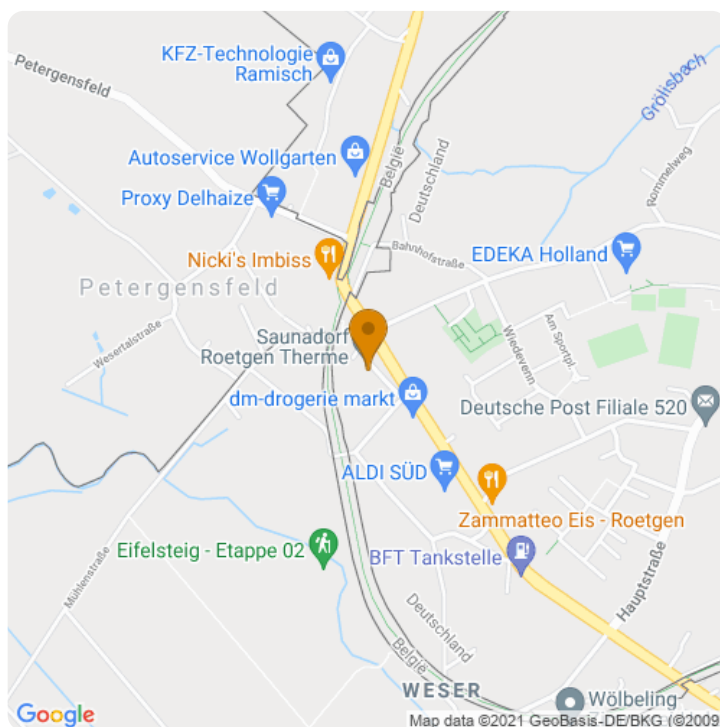 KFZ-Technologie
Ramisch
Petergensfeld
Grölisbach
Autoservice Wollgarten
België
Deutschland
Rommelweg
Proxy Delhaize
Nicki's Imbiss
Bahnhofstraße
EDEKA Holland
Petergensfeld
Wesertalstraße
Saunadorf
Roetgen Therme
Wiedevenn
Am Sportpl.
dm-drogerie markt
Deutsche Post Filiale 520
ALDI SÜD
Zammatteo Eis - Roetgen
Eifelsteig - Etappe 02
BFT Tankstelle
Mühlenstraße
Hauptstraße
Deutschland
België
WESER
Wölbeling
Google
Map data ©2021 GeoBasis-DE/BKG (©2009